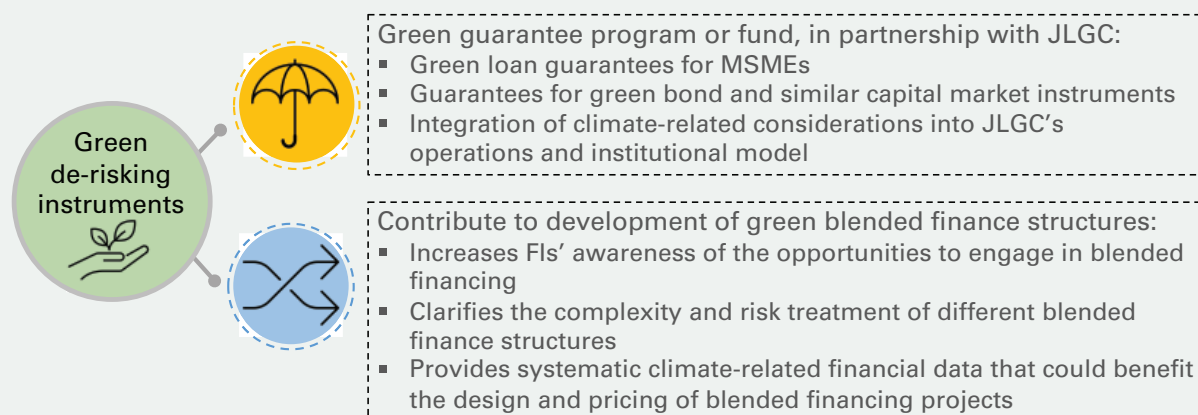 Green
de-risking
instruments
Green guarantee program or fund, in partnership with JLGC:
▪ Green loan guarantees for MSMEs
▪ Guarantees for green bond and similar capital market instruments
▪ Integration of climate-related considerations into JLGC’s
operations and institutional model
Contribute to development of green blended finance structures:
▪ Increases FIs’ awareness of the opportunities to engage in blended
financing
▪ Clarifies the complexity and risk treatment of different blended
finance structures
▪ Provides systematic climate-related financial data that could benefit
the design and pricing of blended financing projects